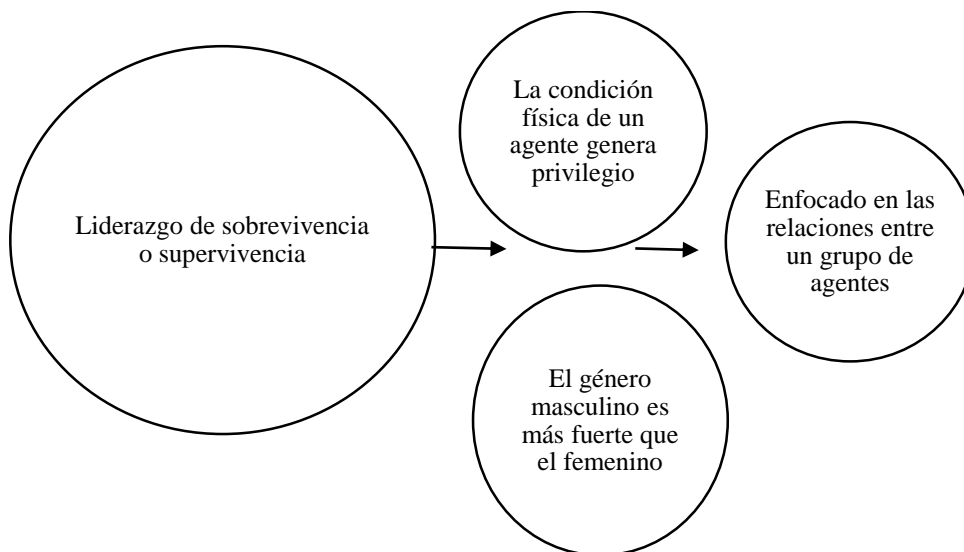 Liderazgo de sobrevivencia
o supervivencia
La condición
física de un
agente genera
privilegio
El género
masculino es
más fuerte que
el femenino
Enfocado en las
relaciones entre
un grupo de
agentes